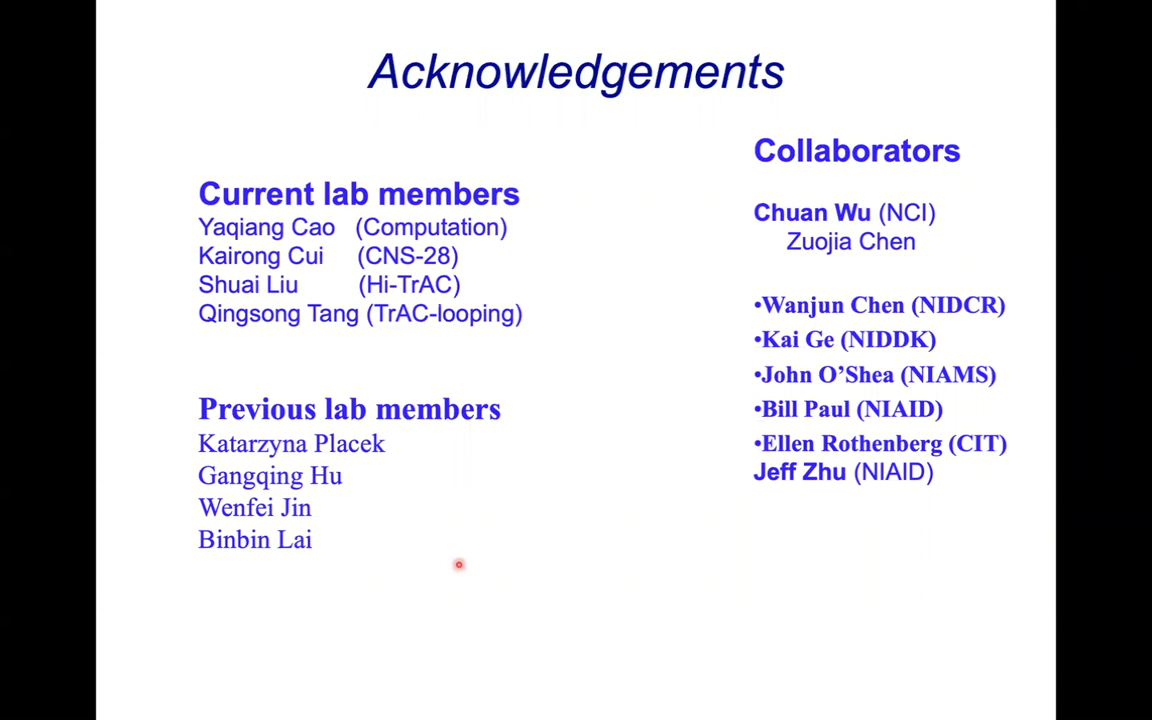 Acknowledgements
Current lab members
Yaqiang Cao (Computation)
Kairong Cui (CNS-28)
Shuai Liu (Hi-TrAC)
Qingsong Tang (TrAC-looping)
Previous lab members
Katarzyna Placek
Gangqing Hu
Wenfei Jin
Binbin Lai
Collaborators
Chuan Wu (NCI)
Zuojia Chen
•Wanjun Chen (NIDCR)
•Kai Ge (NIDDK)
•John O’Shea (NIAMS)
•Bill Paul (NIAID)
•Ellen Rothenberg (CIT)
Jeff Zhu (NIAID)